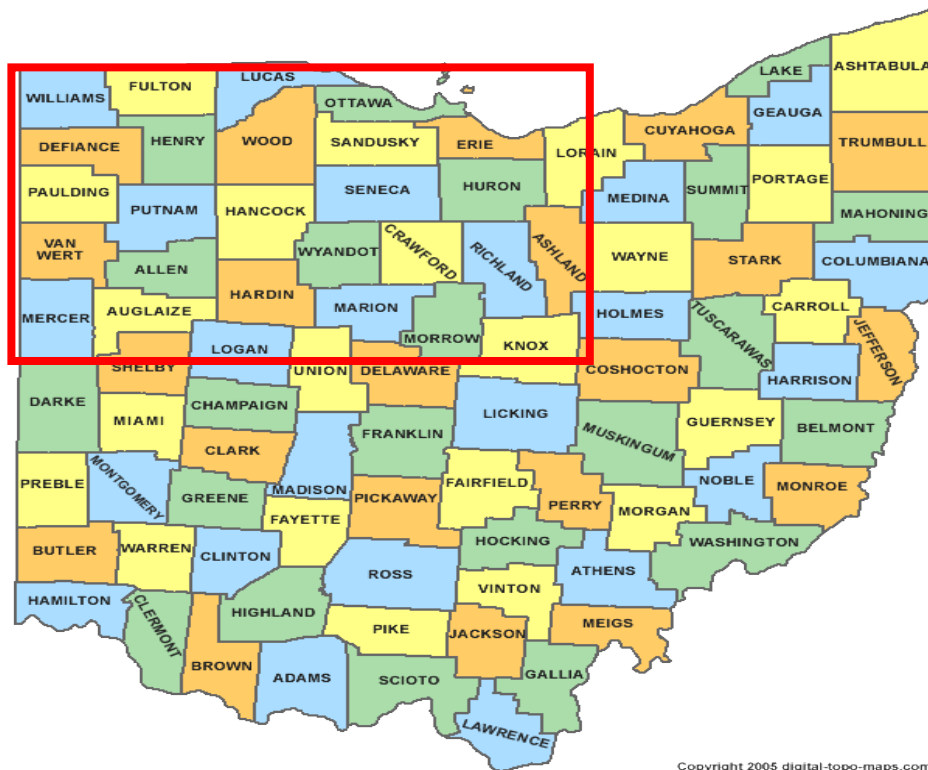 LAKE
ASHTABULA
LUCAS
FULTON
WILLIAMS
OTTAWA
GEAUGA
CUYAHOGA
WOOD
HENRY
DEFIANCE
SANDUSKY
ERIE
LORAIN
TRUMBULL
PAULDING
SENECA
HURON
MEDINA
SUMMIT
PORTAGE
PUTNAM
HANCOCK
MAHONING
VAN
WERT
WYANDOT
CRAWFORD
RICHLAND
ASHLAND
WAYNE
STARK
COLUMBIANA
ALLEN
HARDIN
MERCER
AUGLAIZE
MARION
MORROW
HOLMES
TUSCARAWAS
CARROLL
JEFFERSON
LOGAN
KNOX
SHELBY
UNION
DELAWARE
COSHOCTON
HARRISON
DARKE
CHAMPAIGN
LICKING
MIAMI
FRANKLIN
MUSKINGUM
GUERNSEY
BELMONT
CLARK
PREBLE
MONTGOMERY
GREENE
MADISON
PICKAWAY
FAIRFIELD
PERRY
NOBLE
MONROE
FAYETTE
MORGAN
BUTLER
WARREN
CLINTON
HOCKING
WASHINGTON
ROSS
ATHENS
VINTON
HAMILTON
CLERMONT
HIGHLAND
PIKE
JACKSON
MEIGS
BROWN
ADAMS
SCIOTO
GALLIA
LAWRENCE
Copyright 2005 digital-topo-maps.com